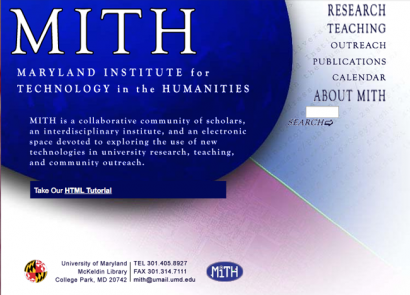 MITH
MARYLAND INSTITUTE for
TECHNOLOGY in the HUMANITIES
MITH is a collaborative community of scholars,
an interdisciplinary institute, and an electronic
space devoted to exploring the use of new
technologies in university research, teaching,
and community outreach.
Take Our HTML Tutorial
RESEARCH
TEACHING
OUTREACH
PUBLICATIONS
CALENDAR
ABOUT MITH
SEARCH
University of Maryland | TEL 301.405.8927
McKeldin Library | FAX 301.314.7111
College Park, MD 20742 | mith@umail.umd.edu
MITH